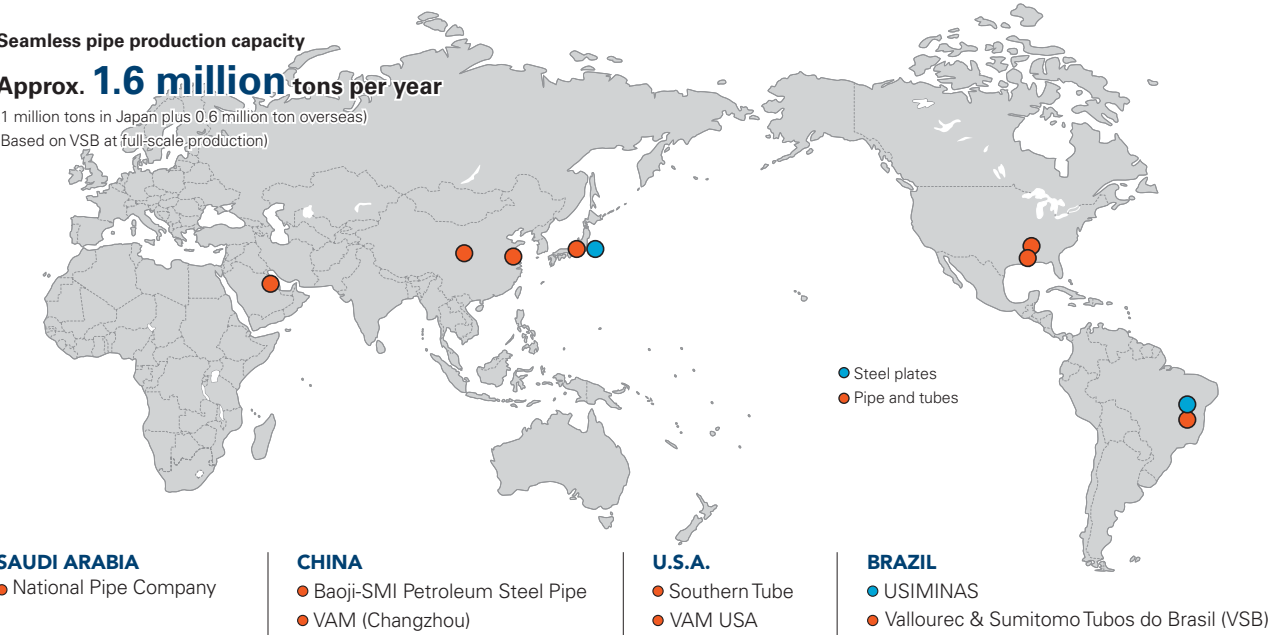 Seamless pipe production capacity
Approx. 1.6 million tons per year
1 million tons in Japan plus 0.6 million ton overseas)
Based on VSB at full-scale production)
Steel plates
Pipe and tubes
SAUDI ARABIA
National Pipe Company
CHINA
Baoji-SMI Petroleum Steel Pipe
VAM (Changzhou)
U.S.A.
Southern Tube
VAM USA
BRAZIL
USIMINAS
Vallourec & Sumitomo Tubos do Brasil (VSB)